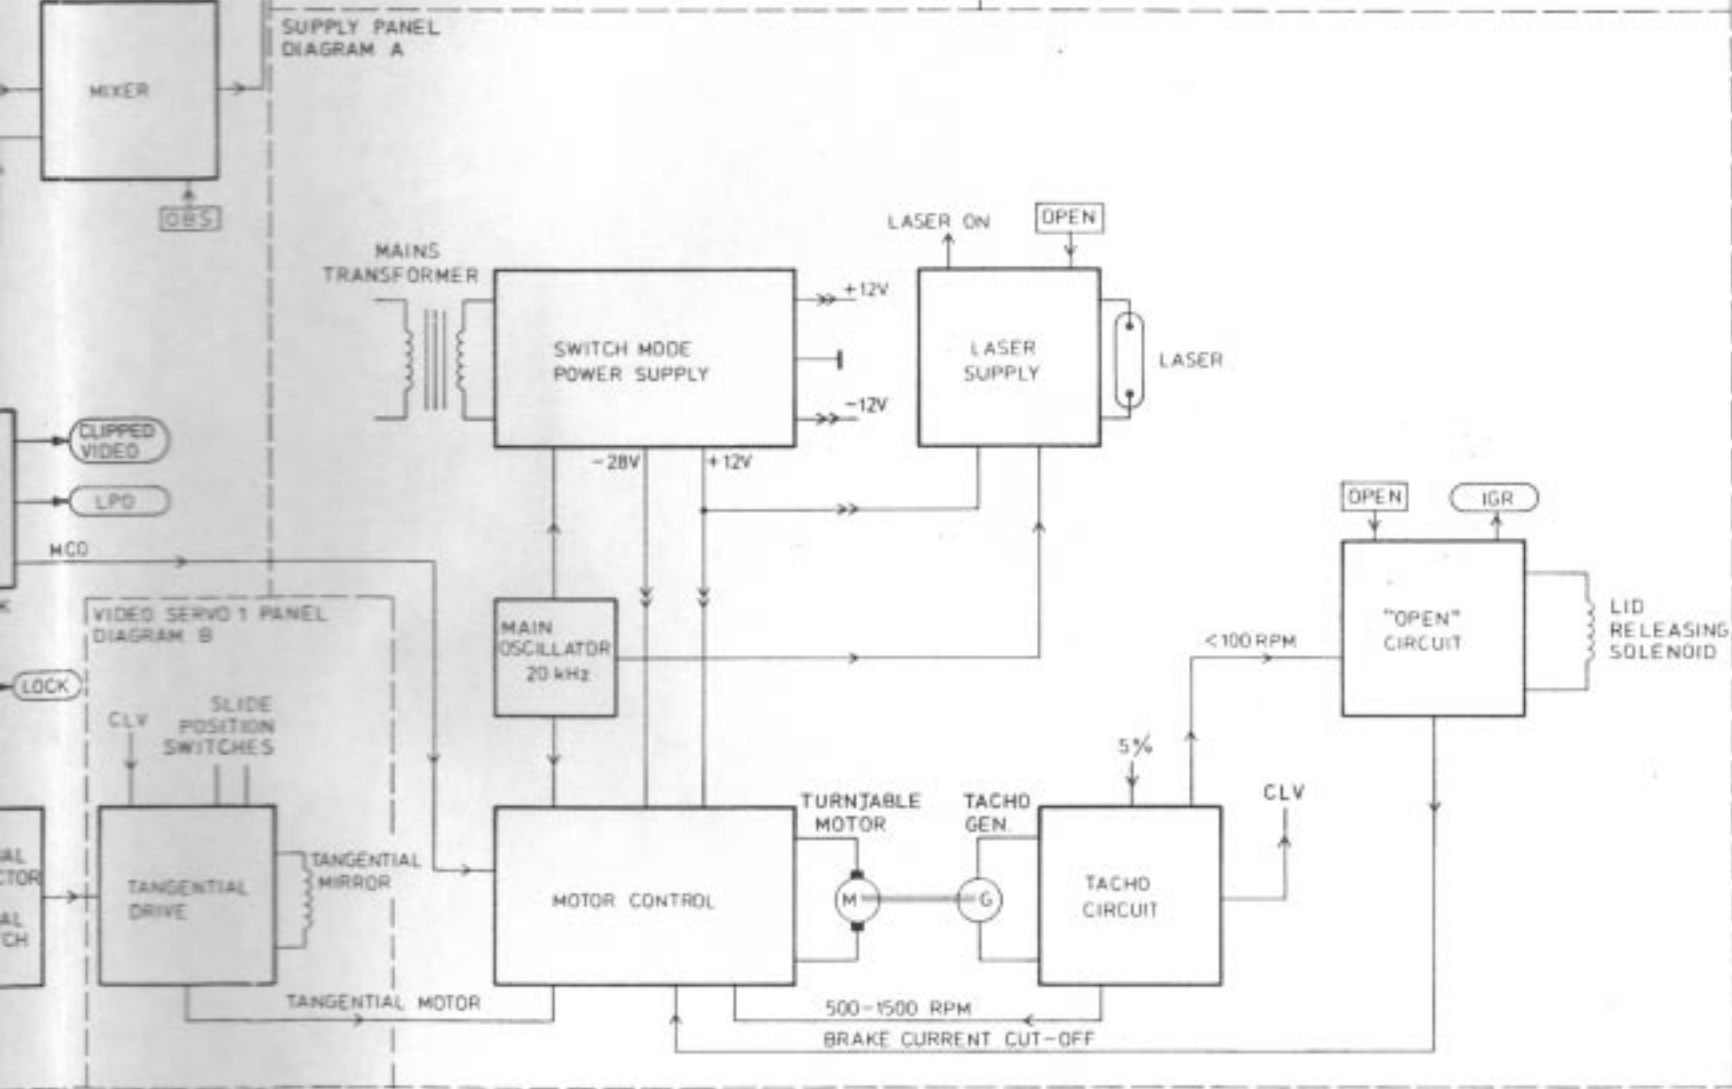 SUPPLY PANEL
DIAGRAM A
MIXER
OBS
LASER ON
OPEN
MAINS
TRANSFORMER
+12V
SWITCH MODE
POWER SUPPLY
LASER
SUPPLY
LASER
-12V
CLIPPED
VIDEO
-28V
+12V
LPO
OPEN
IGR
MCO
VIDEO SERVO 1 PANEL
DIAGRAM B
MAIN
OSCILLATOR
20 kHz
"OPEN"
CIRCUIT
LID
RELEASING
SOLENOID
<100 RPM
LOCK
CLV
SLIDE
POSITION
SWITCHES
5%
CLV
TURNTABLE
MOTOR
TACHO
GEN.
TANGENTIAL
MIRROR
TANGENTIAL
DRIVE
MOTOR CONTROL
M
G
TACHO
CIRCUIT
TANGENTIAL MOTOR
500-1500 RPM
BRAKE CURRENT CUT-OFF